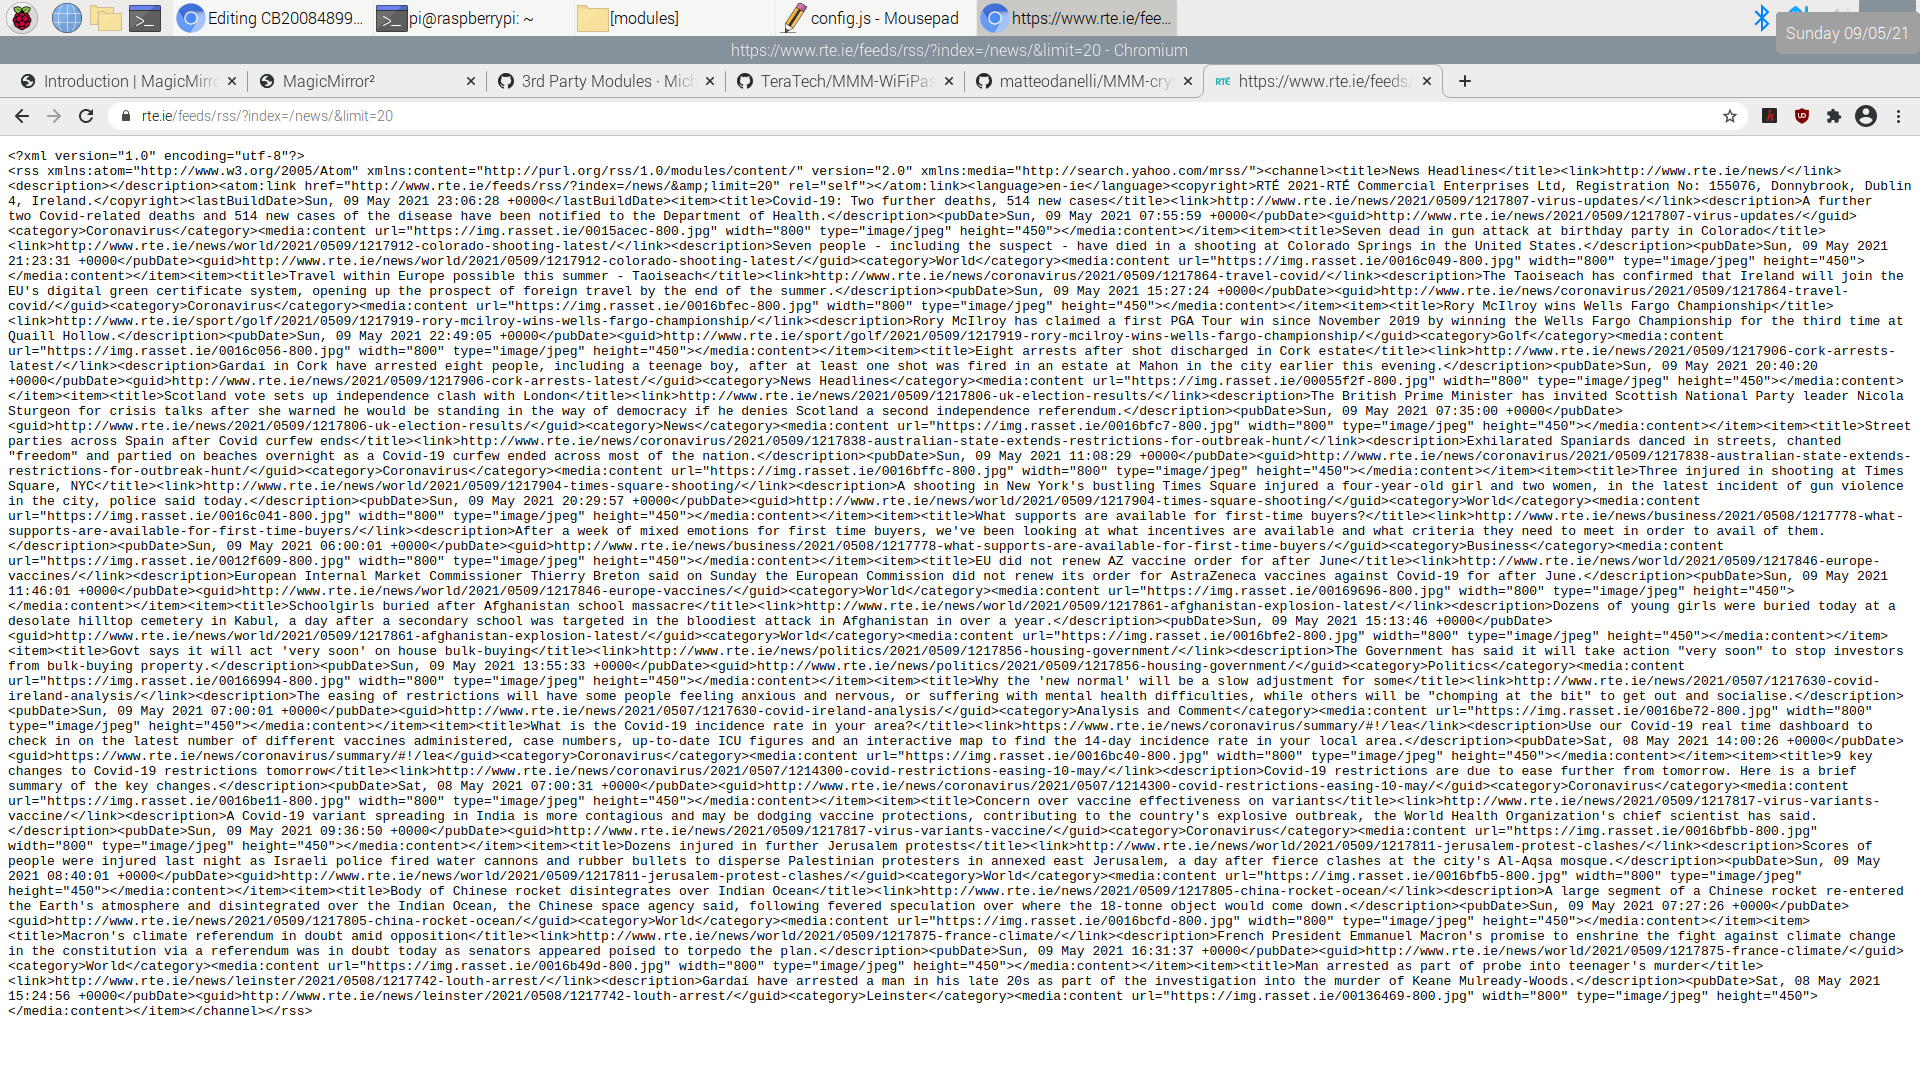 Editing CB20084899... pi@raspberrypi: ~ [modules] config.js - Mousepad https://www.rte.ie/fee...
Sunday 09/05/21
https://www.rte.ie/feeds/rss/?index=/news/&limit=20 - Chromium
Introduction | MagicMirr MagicMirror² 3rd Party Modules · Mich TeraTech/MMM-WiFiPas matteodanelli/MMM-cry https://www.rte.ie/feeds/
rte.ie/feeds/rss/?index=/news/&limit=20
<?xml version="1.0" encoding="utf-8"?>
<rss xmlns:atom="http://www.w3.org/2005/Atom" xmlns:content="http://purl.org/rss/1.0/modules/content/" version="2.0" xmlns:media="http://search.yahoo.com/mrss/"><channel><title>News Headlines</title><link>http://www.rte.ie/news/</link>
<description></description><atom:link href="http://www.rte.ie/feeds/rss/?index=/news/&amp;limit=20" rel="self"></atom:link><language>en-ie</language><copyright>RTÉ 2021-RTÉ Commercial Enterprises Ltd, Registration No: 155076, Donnybrook, Dublin
4, Ireland.</copyright><lastBuildDate>Sun, 09 May 2021 23:06:28 +0000</lastBuildDate><item><title>Covid-19: Two further deaths, 514 new cases</title><link>http://www.rte.ie/news/2021/0509/1217807-virus-updates/</link><description>A further
two Covid-related deaths and 514 new cases of the disease have been notified to the Department of Health.</description><pubDate>Sun, 09 May 2021 07:55:59 +0000</pubDate><guid>http://www.rte.ie/news/2021/0509/1217807-virus-updates/</guid>
<category>Coronavirus</category><media:content url="https://img.rasset.ie/0015acec-800.jpg" width="800" type="image/jpeg" height="450"></media:content></item><item><title>Seven dead in gun attack at birthday party in Colorado</title>
<link>http://www.rte.ie/news/world/2021/0509/1217912-colorado-shooting-latest/</link><description>Seven people - including the suspect - have died in a shooting at Colorado Springs in the United States.</description><pubDate>Sun, 09 May 2021
21:23:31 +0000</pubDate><guid>http://www.rte.ie/news/world/2021/0509/1217912-colorado-shooting-latest/</guid><category>World</category><media:content url="https://img.rasset.ie/0016c049-800.jpg" width="800" type="image/jpeg" height="450">
</media:content></item><item><title>Travel within Europe possible this summer - Taoiseach</title><link>http://www.rte.ie/news/coronavirus/2021/0509/1217864-travel-covid/</link><description>The Taoiseach has confirmed that Ireland will join the
EU's digital green certificate system, opening up the prospect of foreign travel by the end of the summer.</description><pubDate>Sun, 09 May 2021 15:27:24 +0000</pubDate><guid>http://www.rte.ie/news/coronavirus/2021/0509/1217864-travel-
covid/</guid><category>Coronavirus</category><media:content url="https://img.rasset.ie/0016bfec-800.jpg" width="800" type="image/jpeg" height="450"></media:content></item><item><title>Rory McIlroy wins Wells Fargo Championship</title>
<link>http://www.rte.ie/sport/golf/2021/0509/1217919-rory-mcilroy-wins-wells-fargo-championship/</link><description>Rory McIlroy has claimed a first PGA Tour win since November 2019 by winning the Wells Fargo Championship for the third time at
Quaill Hollow.</description><pubDate>Sun, 09 May 2021 22:49:05 +0000</pubDate><guid>http://www.rte.ie/sport/golf/2021/0509/1217919-rory-mcilroy-wins-wells-fargo-championship/</guid><category>Golf</category><media:content
url="https://img.rasset.ie/0016c056-800.jpg" width="800" type="image/jpeg" height="450"></media:content></item><item><title>Eight arrests after shot discharged in Cork estate</title><link>http://www.rte.ie/news/2021/0509/1217906-cork-arrests-
latest/</link><description>Gardaí in Cork have arrested eight people, including a teenage boy, after at least one shot was fired in an estate at Mahon in the city earlier this evening.</description><pubDate>Sun, 09 May 2021 20:40:20
+0000</pubDate><guid>http://www.rte.ie/news/2021/0509/1217906-cork-arrests-latest/</guid><category>News Headlines</category><media:content url="https://img.rasset.ie/00055f2f-800.jpg" width="800" type="image/jpeg" height="450"></media:content>
</item><item><title>Scotland vote sets up independence clash with London</title><link>http://www.rte.ie/news/2021/0509/1217806-uk-election-results/</link><description>The British Prime Minister has invited Scottish National Party leader Nicola
Sturgeon for crisis talks after she warned he would be standing in the way of democracy if he denies Scotland a second independence referendum.</description><pubDate>Sun, 09 May 2021 07:35:00 +0000</pubDate>
<guid>http://www.rte.ie/news/2021/0509/1217806-uk-election-results/</guid><category>News</category><media:content url="https://img.rasset.ie/0016bfc7-800.jpg" width="800" type="image/jpeg" height="450"></media:content></item><item><title>Street
parties across Spain after Covid curfew ends</title><link>http://www.rte.ie/news/coronavirus/2021/0509/1217838-australian-state-extends-restrictions-for-outbreak-hunt/</link><description>Exhilarated Spaniards danced in streets, chanted
"freedom" and partied on beaches overnight as a Covid-19 curfew ended across most of the nation.</description><pubDate>Sun, 09 May 2021 11:08:29 +0000</pubDate><guid>http://www.rte.ie/news/coronavirus/2021/0509/1217838-australian-state-extends-
restrictions-for-outbreak-hunt/</guid><category>Coronavirus</category><media:content url="https://img.rasset.ie/0016bffc-800.jpg" width="800" type="image/jpeg" height="450"></media:content></item><item><title>Three injured in shooting at Times
Square, NYC</title><link>http://www.rte.ie/news/world/2021/0509/1217904-times-square-shooting/</link><description>A shooting in New York's bustling Times Square injured a four-year-old girl and two women, in the latest incident of gun violence
in the city, police said today.</description><pubDate>Sun, 09 May 2021 20:29:57 +0000</pubDate><guid>http://www.rte.ie/news/world/2021/0509/1217904-times-square-shooting/</guid><category>World</category><media:content
url="https://img.rasset.ie/0016c041-800.jpg" width="800" type="image/jpeg" height="450"></media:content></item><item><title>What supports are available for first-time buyers?</title><link>http://www.rte.ie/news/business/2021/0508/1217778-what-
supports-are-available-for-first-time-buyers/</link><description>After a week of mixed emotions for first time buyers, we've been looking at what incentives are available and what criteria they need to meet in order to avail of them.
</description><pubDate>Sun, 09 May 2021 06:00:01 +0000</pubDate><guid>http://www.rte.ie/news/business/2021/0508/1217778-what-supports-are-available-for-first-time-buyers/</guid><category>Business</category><media:content
url="https://img.rasset.ie/0012f609-800.jpg" width="800" type="image/jpeg" height="450"></media:content></item><item><title>EU did not renew AZ vaccine order for after June</title><link>http://www.rte.ie/news/world/2021/0509/1217846-europe-
vaccines/</link><description>European Internal Market Commissioner Thierry Breton said on Sunday the European Commission did not renew its order for AstraZeneca vaccines against Covid-19 for after June.</description><pubDate>Sun, 09 May 2021
11:46:01 +0000</pubDate><guid>http://www.rte.ie/news/world/2021/0509/1217846-europe-vaccines/</guid><category>World</category><media:content url="https://img.rasset.ie/00169696-800.jpg" width="800" type="image/jpeg" height="450">
</media:content></item><item><title>Schoolgirls buried after Afghanistan school massacre</title><link>http://www.rte.ie/news/world/2021/0509/1217861-afghanistan-explosion-latest/</link><description>Dozens of young girls were buried today at a
desolate hilltop cemetery in Kabul, a day after a secondary school was targeted in the bloodiest attack in Afghanistan in over a year.</description><pubDate>Sun, 09 May 2021 15:13:46 +0000</pubDate>
<guid>http://www.rte.ie/news/world/2021/0509/1217861-afghanistan-explosion-latest/</guid><category>World</category><media:content url="https://img.rasset.ie/0016bfe2-800.jpg" width="800" type="image/jpeg" height="450"></media:content></item>
<item><title>Govt says it will act 'very soon' on house bulk-buying</title><link>http://www.rte.ie/news/politics/2021/0509/1217856-housing-government/</link><description>The Government has said it will take action "very soon" to stop investors
from bulk-buying property.</description><pubDate>Sun, 09 May 2021 13:55:33 +0000</pubDate><guid>http://www.rte.ie/news/politics/2021/0509/1217856-housing-government/</guid><category>Politics</category><media:content
url="https://img.rasset.ie/00166994-800.jpg" width="800" type="image/jpeg" height="450"></media:content></item><item><title>Why the 'new normal' will be a slow adjustment for some</title><link>http://www.rte.ie/news/2021/0507/1217630-covid-
ireland-analysis/</link><description>The easing of restrictions will have some people feeling anxious and nervous, or suffering with mental health difficulties, while others will be "chomping at the bit" to get out and socialise.</description>
<pubDate>Sun, 09 May 2021 07:00:01 +0000</pubDate><guid>http://www.rte.ie/news/2021/0507/1217630-covid-ireland-analysis/</guid><category>Analysis and Comment</category><media:content url="https://img.rasset.ie/0016be72-800.jpg" width="800"
type="image/jpeg" height="450"></media:content></item><item><title>What is the Covid-19 incidence rate in your area?</title><link>https://www.rte.ie/news/coronavirus/summary/#!/lea</link><description>Use our Covid-19 real time dashboard to
check in on the latest number of different vaccines administered, case numbers, up-to-date ICU figures and an interactive map to find the 14-day incidence rate in your local area.</description><pubDate>Sat, 08 May 2021 14:00:26 +0000</pubDate>
<guid>https://www.rte.ie/news/coronavirus/summary/#!/lea</guid><category>Coronavirus</category><media:content url="https://img.rasset.ie/0016bc40-800.jpg" width="800" type="image/jpeg" height="450"></media:content></item><item><title>9 key
changes to Covid-19 restrictions tomorrow</title><link>http://www.rte.ie/news/coronavirus/2021/0507/1214300-covid-restrictions-easing-10-may/</link><description>Covid-19 restrictions are due to ease further from tomorrow. Here is a brief
summary of the key changes.</description><pubDate>Sat, 08 May 2021 07:00:31 +0000</pubDate><guid>http://www.rte.ie/news/coronavirus/2021/0507/1214300-covid-restrictions-easing-10-may/</guid><category>Coronavirus</category><media:content
url="https://img.rasset.ie/0016be11-800.jpg" width="800" type="image/jpeg" height="450"></media:content></item><item><title>Concern over vaccine effectiveness on variants</title><link>http://www.rte.ie/news/2021/0509/1217817-virus-variants-
vaccine/</link><description>A Covid-19 variant spreading in India is more contagious and may be dodging vaccine protections, contributing to the country's explosive outbreak, the World Health Organization's chief scientist has said.
</description><pubDate>Sun, 09 May 2021 09:36:50 +0000</pubDate><guid>http://www.rte.ie/news/2021/0509/1217817-virus-variants-vaccine/</guid><category>Coronavirus</category><media:content url="https://img.rasset.ie/0016bfbb-800.jpg"
width="800" type="image/jpeg" height="450"></media:content></item><item><title>Dozens injured in further Jerusalem protests</title><link>http://www.rte.ie/news/world/2021/0509/1217811-jerusalem-protest-clashes/</link><description>Scores of
people were injured last night as Israeli police fired water cannons and rubber bullets to disperse Palestinian protesters in annexed east Jerusalem, a day after fierce clashes at the city's Al-Aqsa mosque.</description><pubDate>Sun, 09 May
2021 08:40:01 +0000</pubDate><guid>http://www.rte.ie/news/world/2021/0509/1217811-jerusalem-protest-clashes/</guid><category>World</category><media:content url="https://img.rasset.ie/0016bfb5-800.jpg" width="800" type="image/jpeg"
height="450"></media:content></item><item><title>Body of Chinese rocket disintegrates over Indian Ocean</title><link>http://www.rte.ie/news/2021/0509/1217805-china-rocket-ocean/</link><description>A large segment of a Chinese rocket re-entered
the Earth's atmosphere and disintegrated over the Indian Ocean, the Chinese space agency said, following fevered speculation over where the 18-tonne object would come down.</description><pubDate>Sun, 09 May 2021 07:27:26 +0000</pubDate>
<guid>http://www.rte.ie/news/2021/0509/1217805-china-rocket-ocean/</guid><category>World</category><media:content url="https://img.rasset.ie/0016bcfd-800.jpg" width="800" type="image/jpeg" height="450"></media:content></item><item>
<title>Macron's climate referendum in doubt amid opposition</title><link>http://www.rte.ie/news/world/2021/0509/1217875-france-climate/</link><description>French President Emmanuel Macron's promise to enshrine the fight against climate change
in the constitution via a referendum was in doubt today as senators appeared poised to torpedo the plan.</description><pubDate>Sun, 09 May 2021 16:31:37 +0000</pubDate><guid>http://www.rte.ie/news/world/2021/0509/1217875-france-climate/</guid>
<category>World</category><media:content url="https://img.rasset.ie/0016b49d-800.jpg" width="800" type="image/jpeg" height="450"></media:content></item><item><title>Man arrested as part of probe into teenager's murder</title>
<link>http://www.rte.ie/news/leinster/2021/0508/1217742-louth-arrest/</link><description>Gardaí have arrested a man in his late 20s as part of the investigation into the murder of Keane Mulready-Woods.</description><pubDate>Sat, 08 May 2021
15:24:56 +0000</pubDate><guid>http://www.rte.ie/news/leinster/2021/0508/1217742-louth-arrest/</guid><category>Leinster</category><media:content url="https://img.rasset.ie/00136469-800.jpg" width="800" type="image/jpeg" height="450">
</media:content></item></channel></rss>